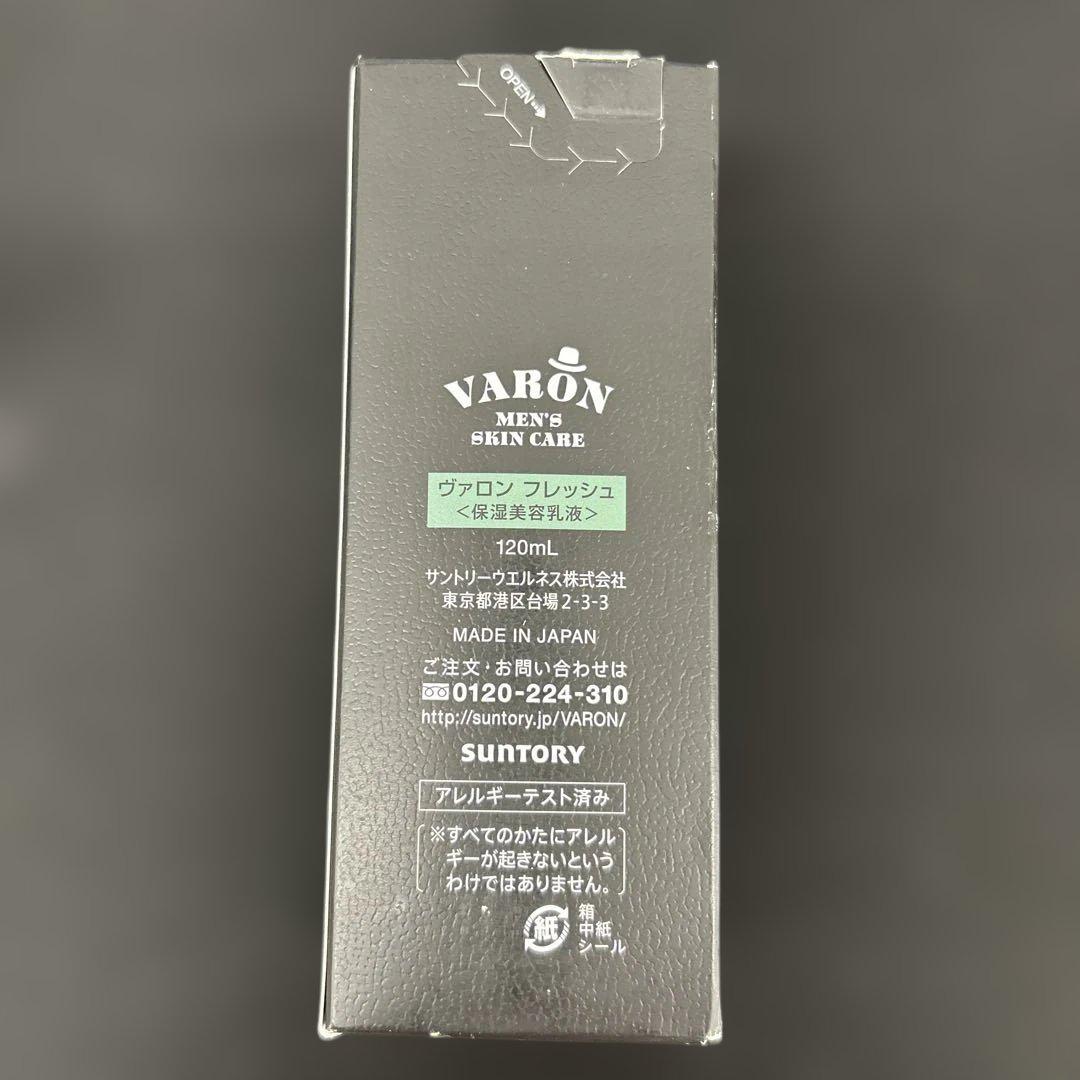 OPEN
VARON
MEN'S
SKIN CARE
ヴァロン フレッシュ
<保湿美容乳液>
120mL
サントリーウエルネス株式会社
東京都港区台場2-3-3
MADE IN JAPAN
ご注文・お問い合わせは
0120-224-310
http://suntory.jp/VARON/
SUNTORY
アレルギーテスト済み
※すべてのかたにアレル
ギーが起きないという
わけではありません。
紙
箱
中紙
シール